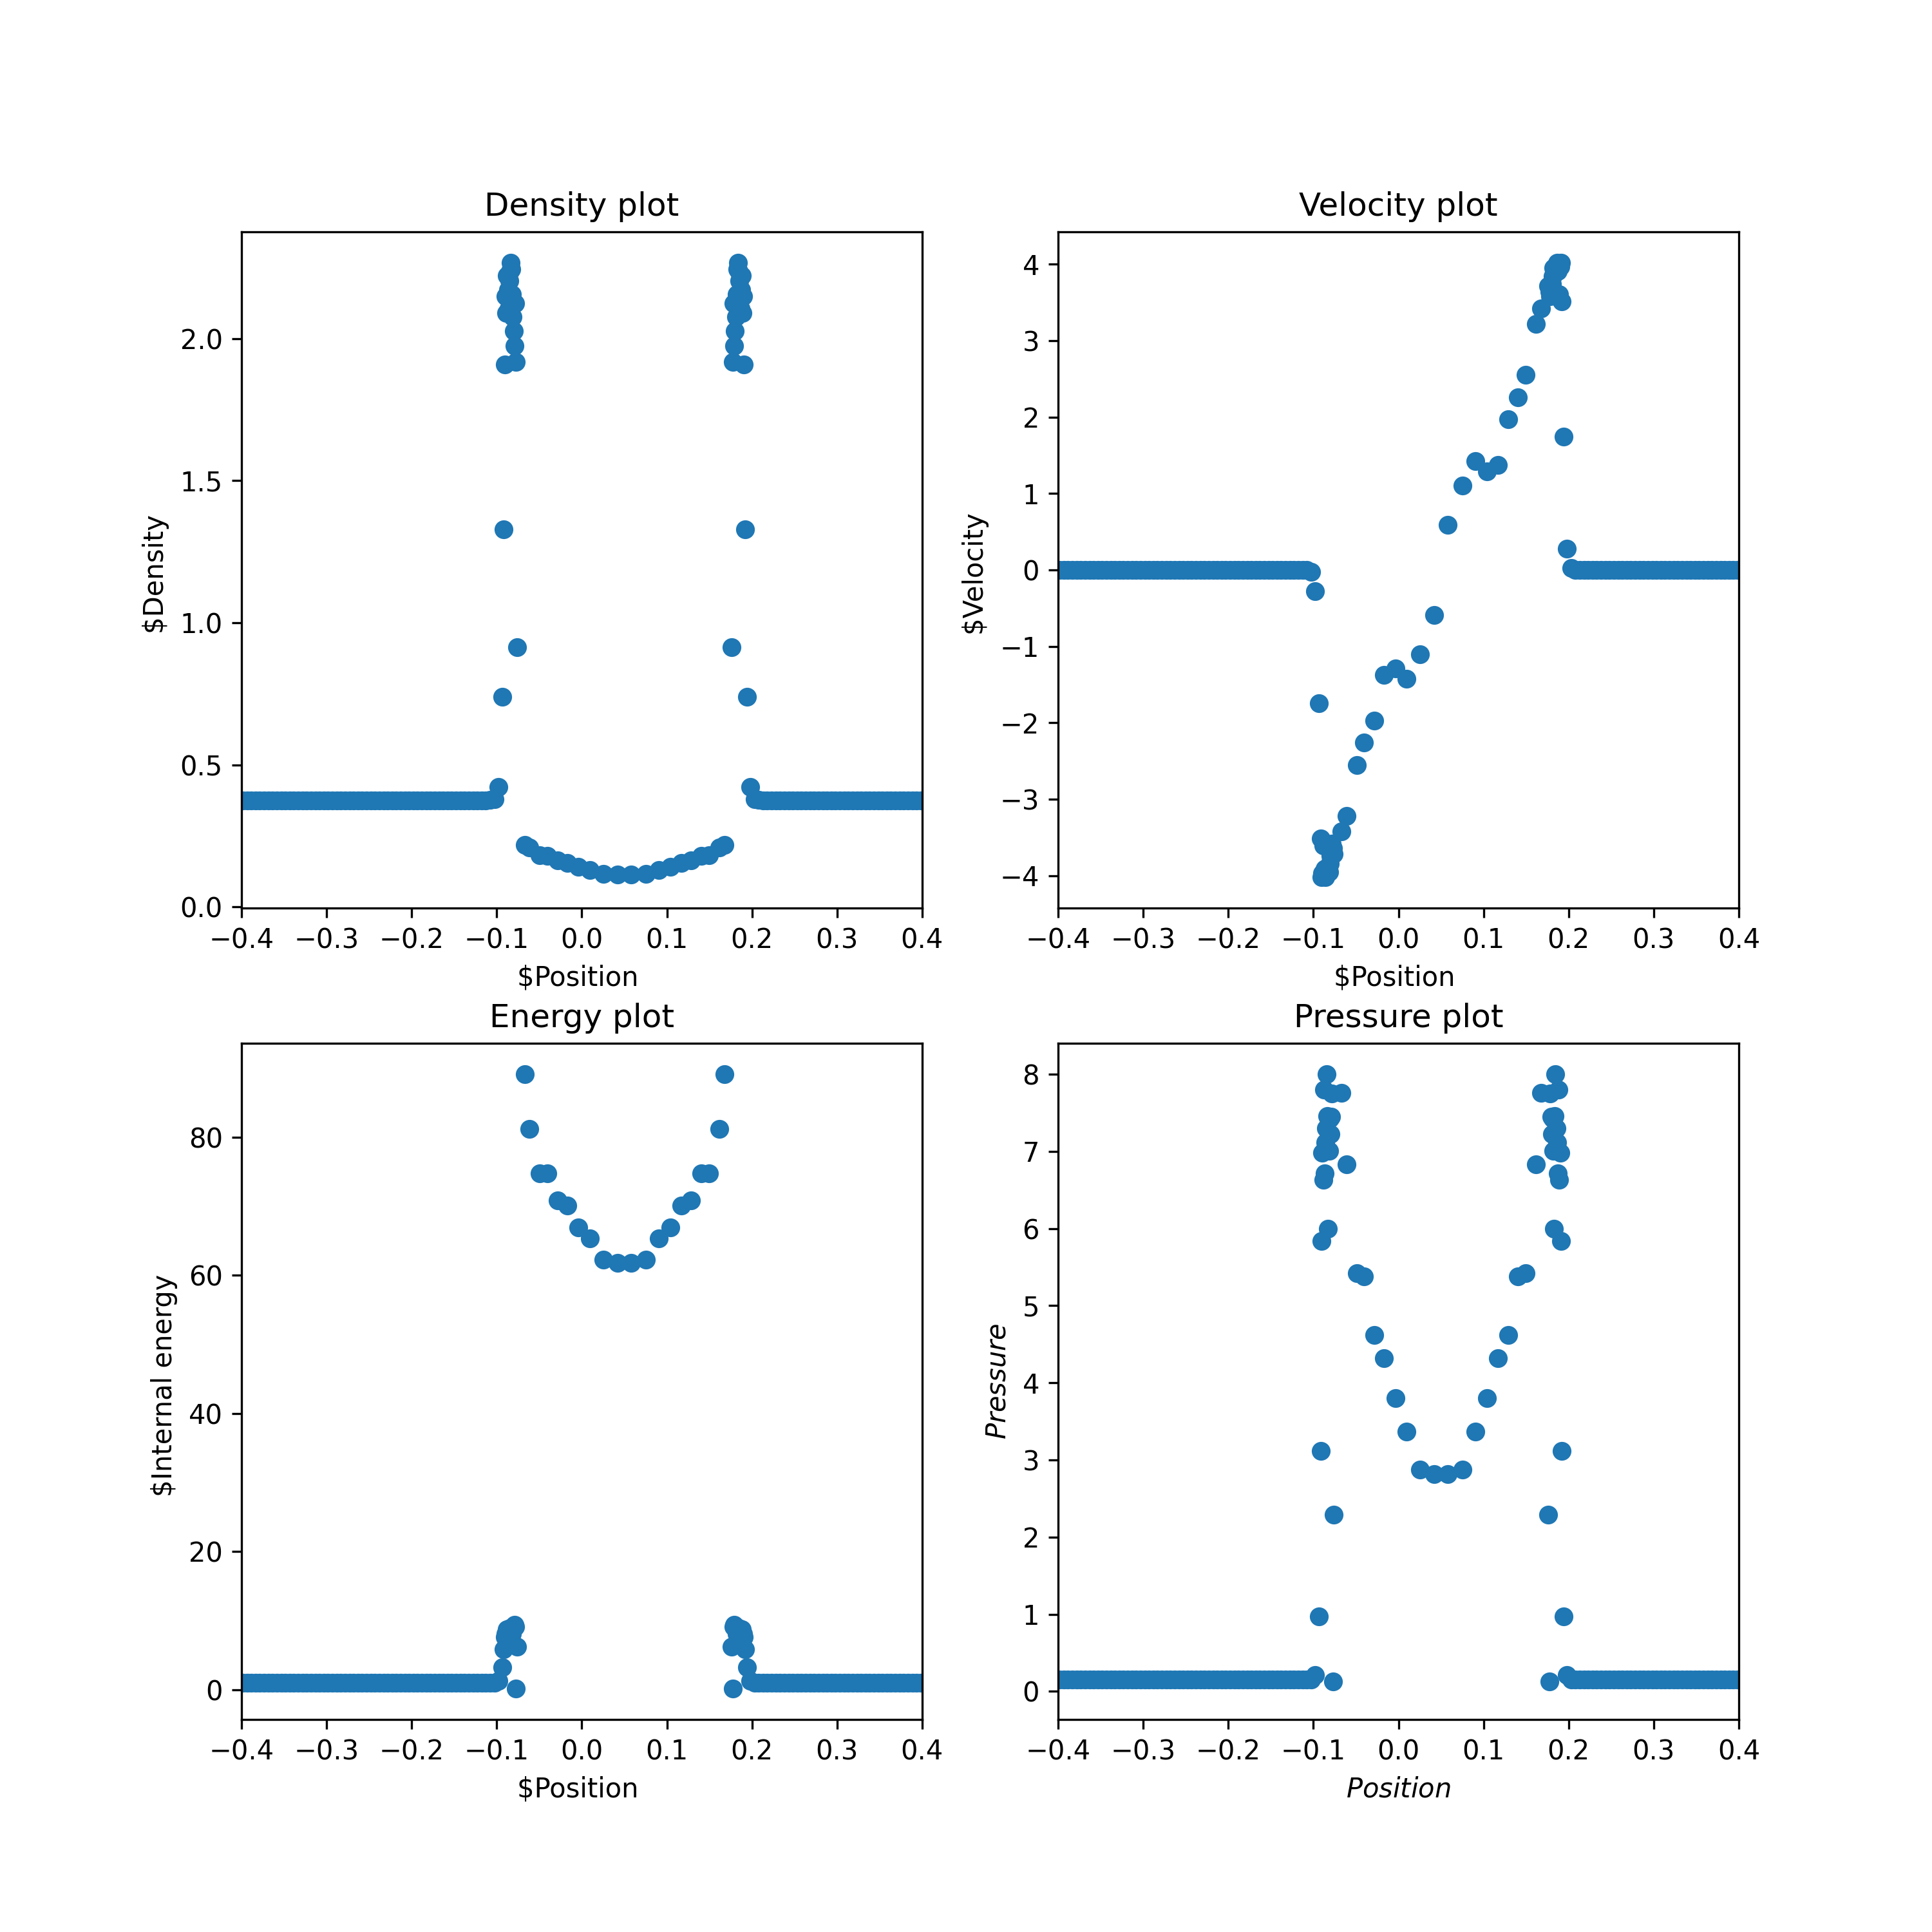 Density plot
$Density
2.0
1.5
1.0
0.5
0.0
−0.4 −0.3 −0.2 −0.1 0.0 0.1 0.2 0.3 0.4
$Position
Velocity plot
$Velocity
4
3
2
1
0
−1
−2
−3
−4
−0.4 −0.3 −0.2 −0.1 0.0 0.1 0.2 0.3 0.4
$Position
Energy plot
$Internal energy
80
60
40
20
0
−0.4 −0.3 −0.2 −0.1 0.0 0.1 0.2 0.3 0.4
$Position
Pressure plot
Pressure
8
7
6
5
4
3
2
1
0
−0.4 −0.3 −0.2 −0.1 0.0 0.1 0.2 0.3 0.4
Position